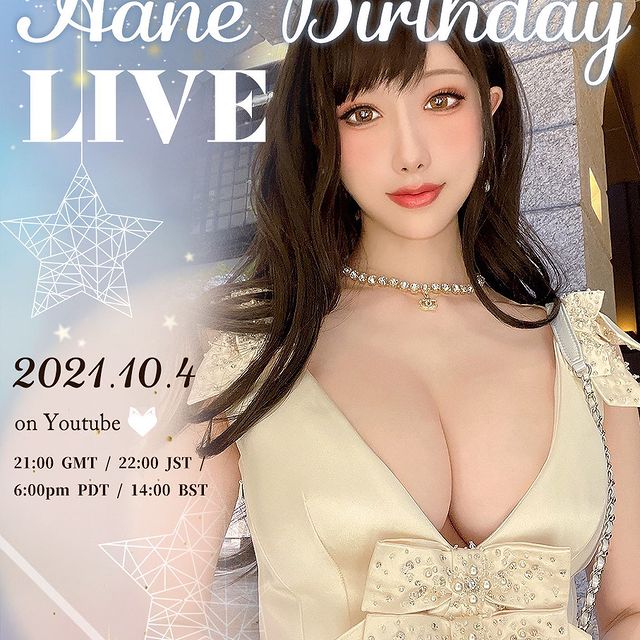 Hane Birthday
LIVE
2021.10.4
on Youtube
21:00 GMT / 22:00 JST /
6:00pm PDT / 14:00 BST